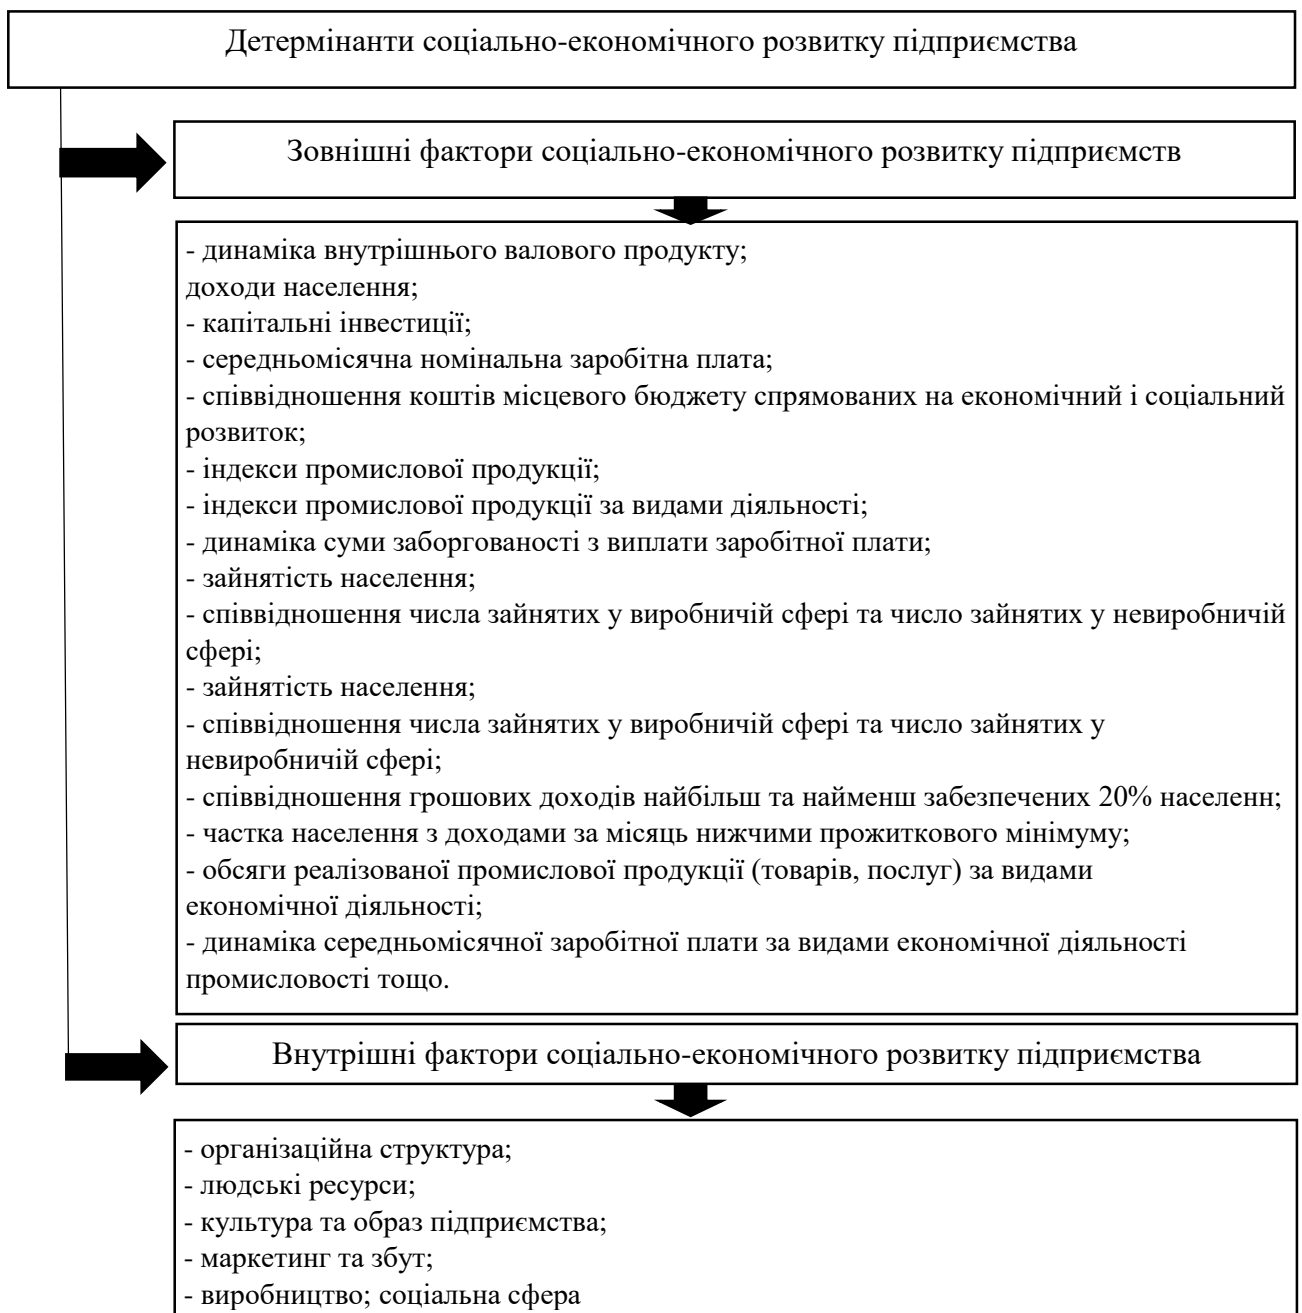 Детермінанти соціально-економічного розвитку підприємства
Зовнішні фактори соціально-економічного розвитку підприємств
- динаміка внутрішнього валового продукту;
доходи населення;
- капітальні інвестиції;
- середньомісячна номінальна заробітна плата;
- співвідношення коштів місцевого бюджету спрямованих на економічний і соціальний
розвиток;
- індекси промислової продукції;
- індекси промислової продукції за видами діяльності;
- динаміка суми заборгованості з виплати заробітної плати;
- зайнятість населення;
- співвідношення числа зайнятих у виробничій сфері та число зайнятих у невиробничій
сфері;
- зайнятість населення;
- співвідношення числа зайнятих у виробничій сфері та число зайнятих у
невиробничій сфері;
- співвідношення грошових доходів найбільш та найменш забезпечених 20% населенн;
- частка населення з доходами за місяць нижчими прожиткового мінімуму;
- обсяги реалізованої промислової продукції (товарів, послуг) за видами
економічної діяльності;
- динаміка середньомісячної заробітної плати за видами економічної діяльності
промисловості тощо.
Внутрішні фактори соціально-економічного розвитку підприємства
- організаційна структура;
- людські ресурси;
- культура та образ підприємства;
- маркетинг та збут;
- виробництво; соціальна сфера